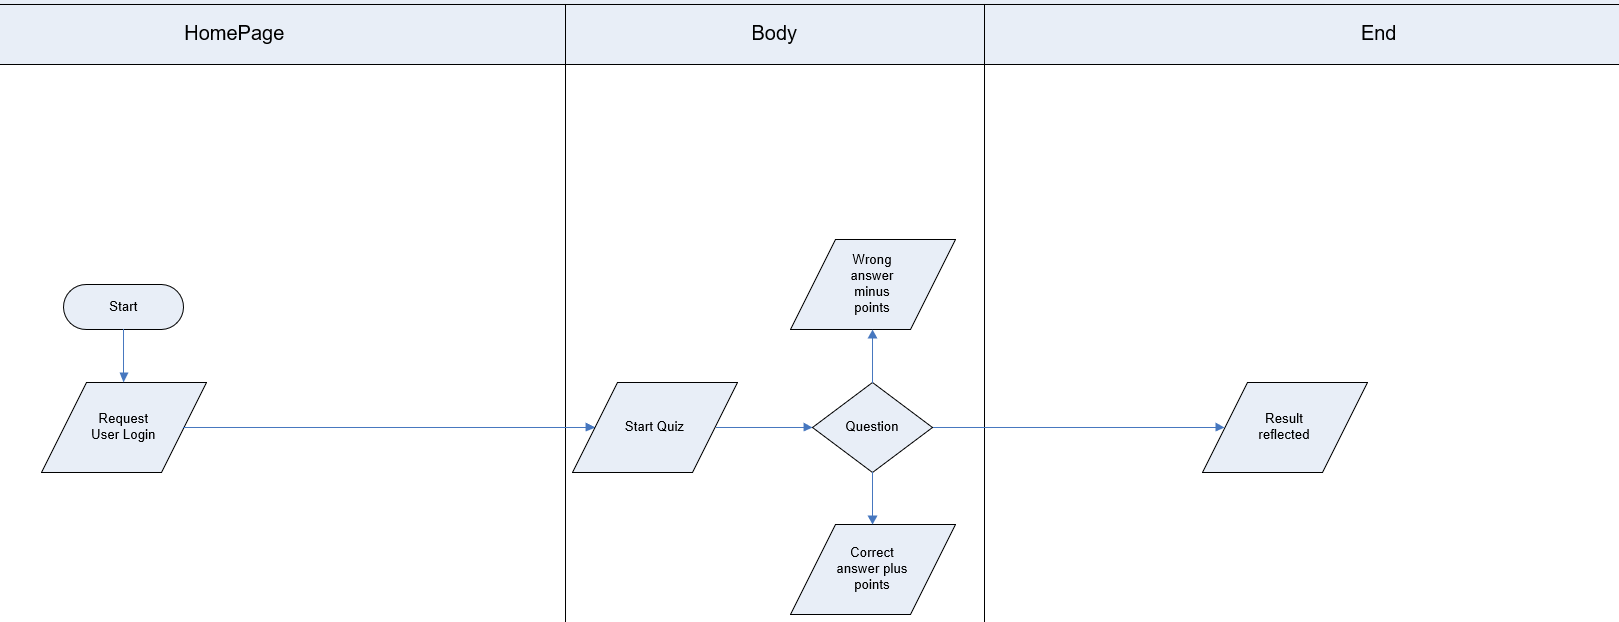 HomePage
Body
End
Wrong
answer
minus
points
Start
Request
User Login
Start Quiz
Question
Result
reflected
Correct
answer plus
points